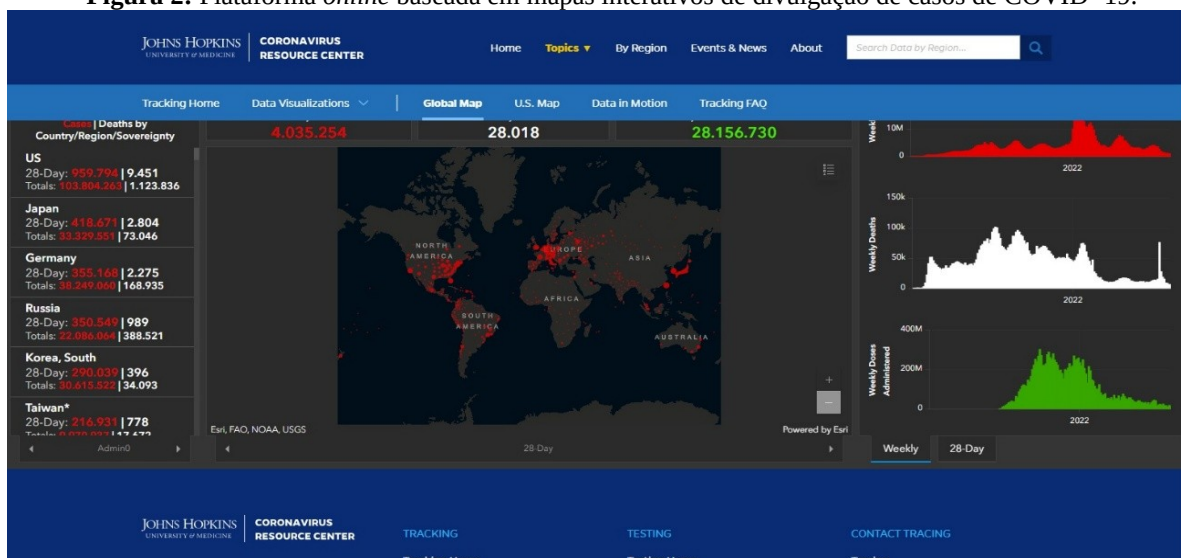 Figura 2: Plataforma online baseada em mapas interativos de divulgação de casos de COVID-19.
JOHNS HOPKINS
UNIVERSITY & MEDICINE
CORONAVIRUS
RESOURCE CENTER
Home Topics ▼ By Region Events & News About Search Data by Region...
Tracking Home Data Visualizations Global Map U.S. Map Data in Motion Tracking FAQ
Cases | Deaths by
Country/Region/Sovereignty
US
28-Day: 959.794 | 9.451
Totals: 103.804.263 | 1.123.836
Japan
28-Day: 418.671 | 2.804
Totals: 33.329.551 | 73.046
Germany
28-Day: 355.168 | 2.275
Totals: 38.249.060 | 168.935
Russia
28-Day: 350.549 | 989
Totals: 22.086.064 | 388.521
Korea, South
28-Day: 290.039 | 396
Totals: 30.615.522 | 34.093
Taiwan*
28-Day: 216.931 | 778
Admin0
4.035.254 28.018 28.156.730
NORTH
AMERICA
EUROPE
ASIA
AFRICA
SOUTH
AMERICA
AUSTRALIA
+
−
Esri, FAO, NOAA, USGS Powered by Esri
28-Day
10M
0
2022
Weekly Deaths
150k
100k
50k
0
2022
Weekly Doses
Administered
400M
200M
0
2022
Weekly 28-Day
JOHNS HOPKINS
UNIVERSITY & MEDICINE
CORONAVIRUS
RESOURCE CENTER
TRACKING TESTING CONTACT TRACING